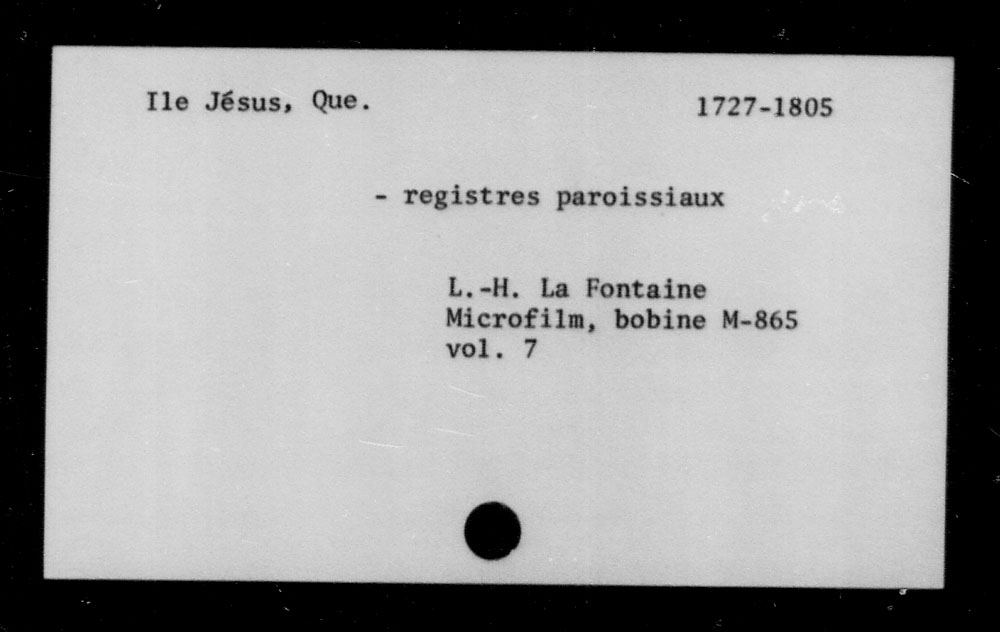 Ile Jésus, Que. 1727-1805
- registres paroissiaux
L.-H. La Fontaine
Microfilm, bobine M-865
vol. 7